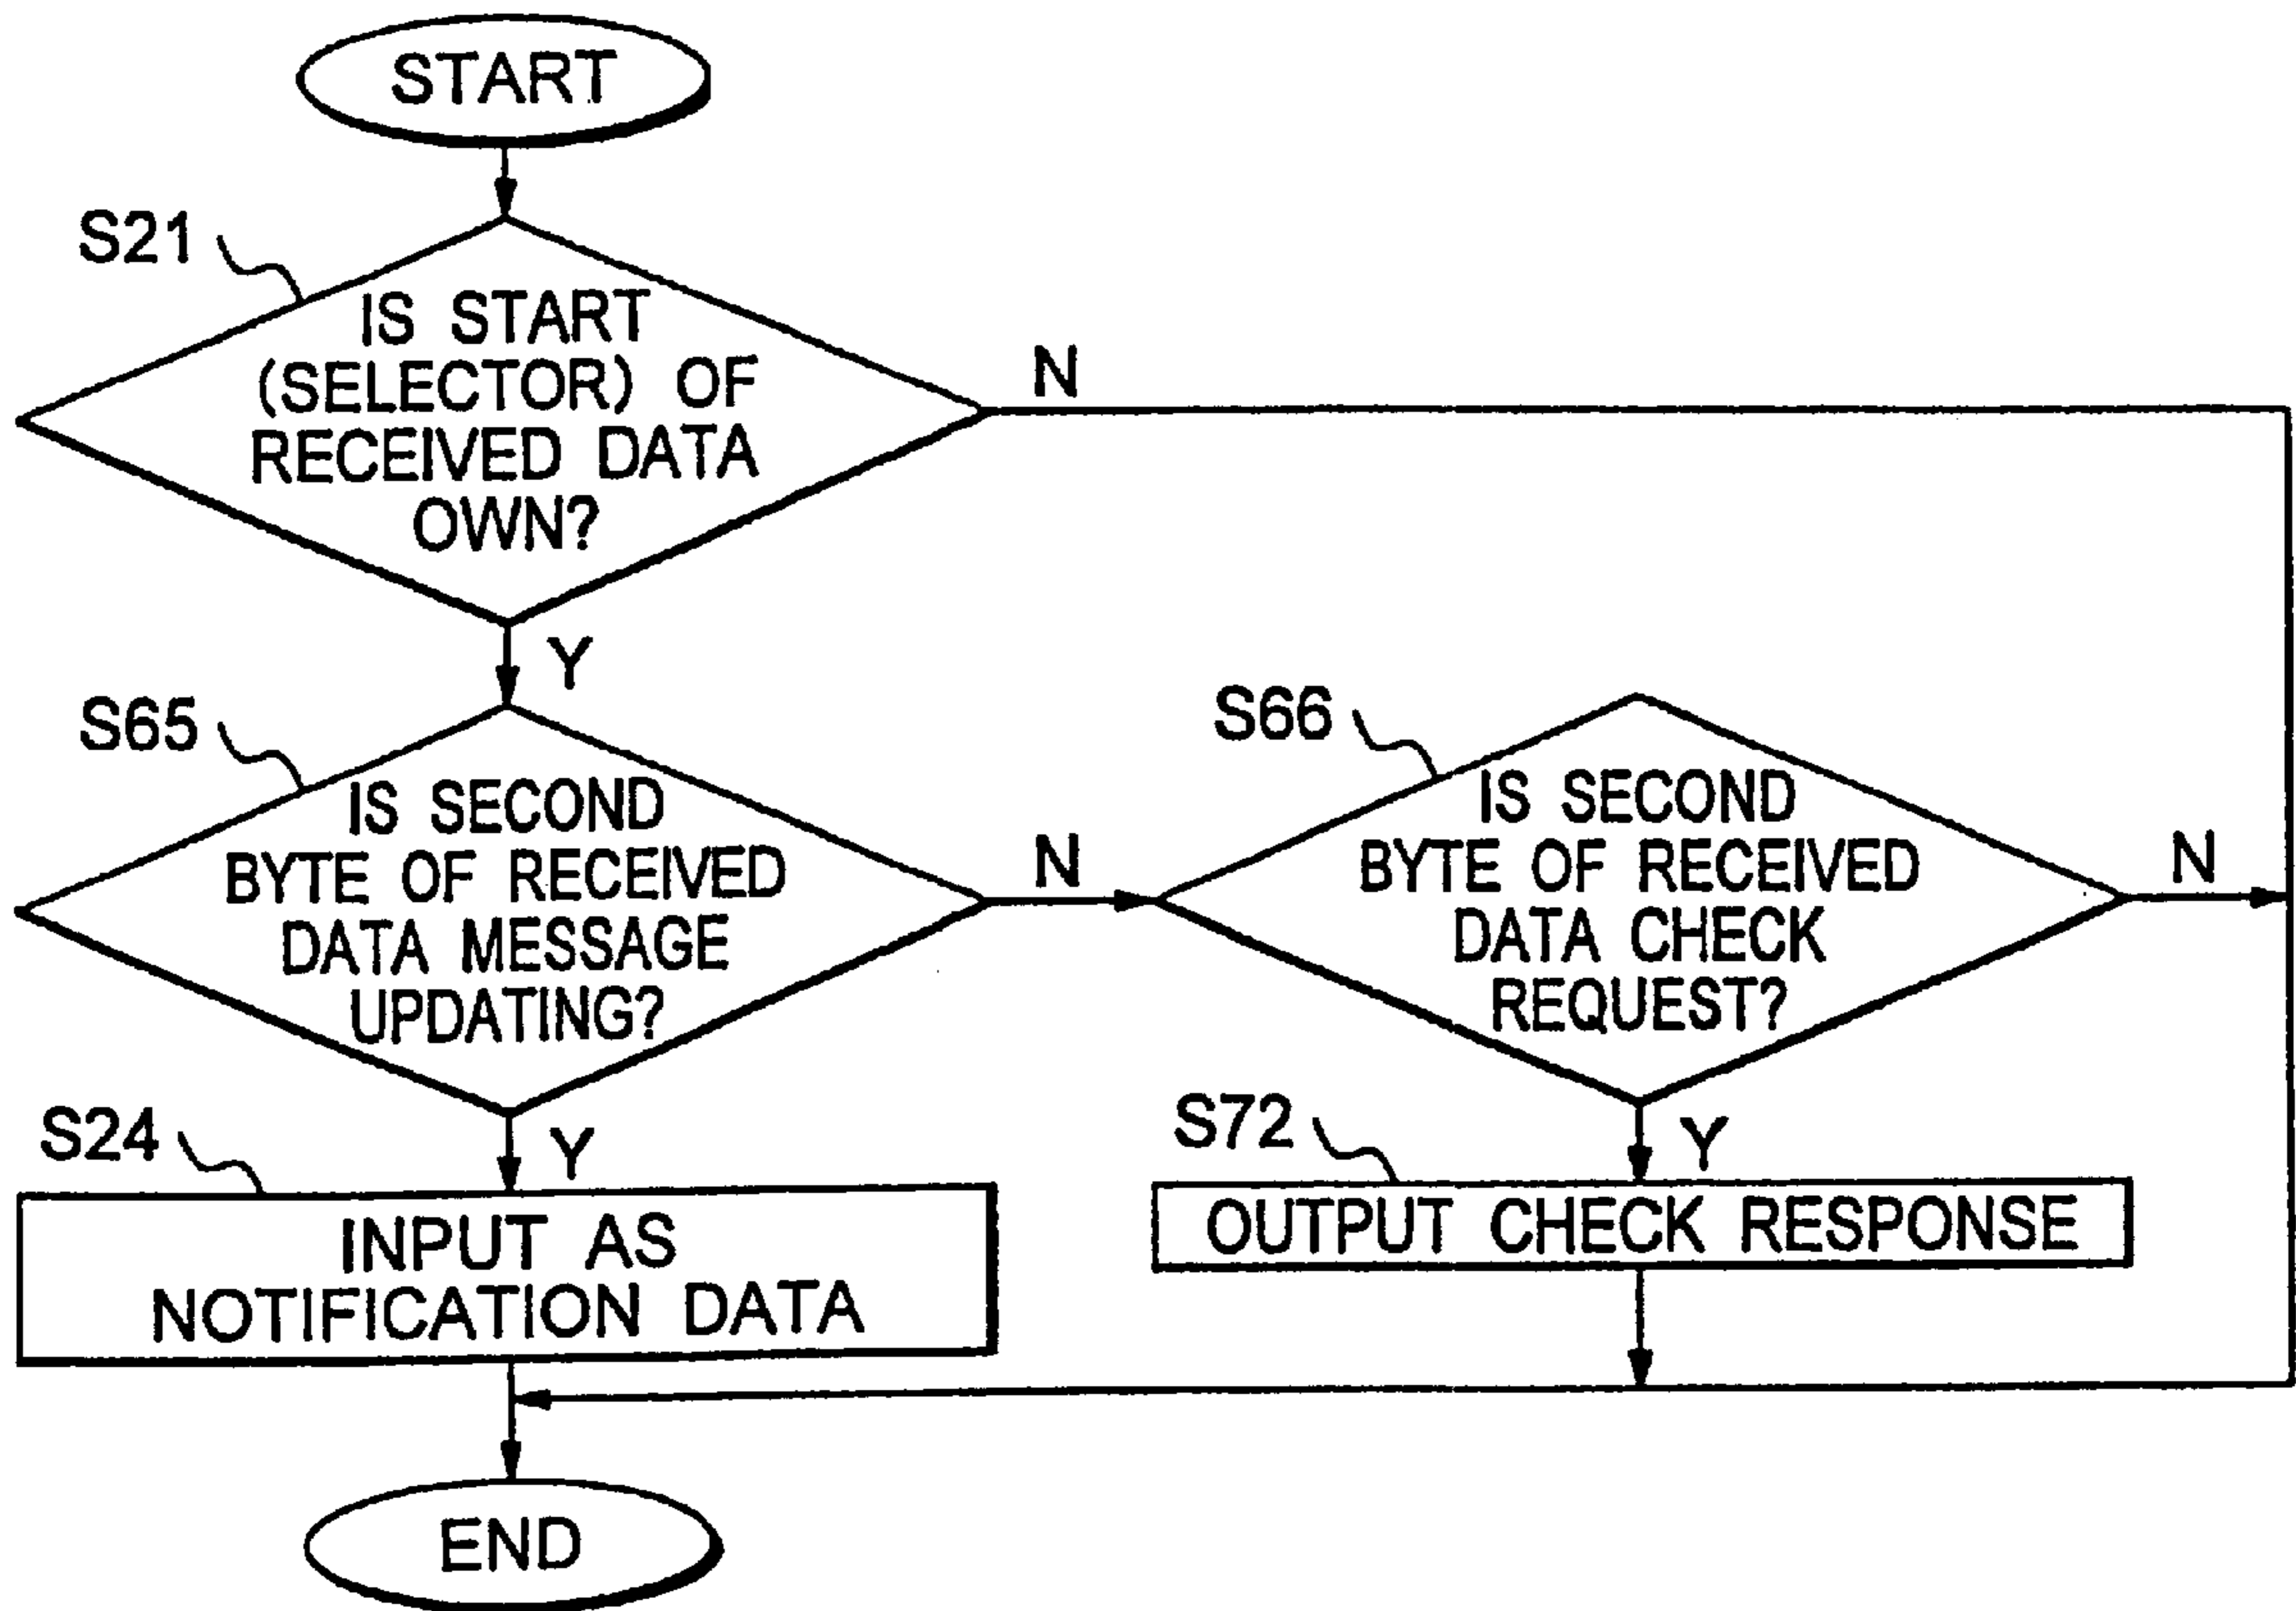 START
S21
IS START
(SELECTOR) OF
RECEIVED DATA
OWN?
N
Y
S65
IS SECOND
BYTE OF RECEIVED
DATA MESSAGE
UPDATING?
N
S66
IS SECOND
BYTE OF RECEIVED
DATA CHECK
REQUEST?
N
Y
S24
INPUT AS
NOTIFICATION DATA
Y
S72
OUTPUT CHECK RESPONSE
END